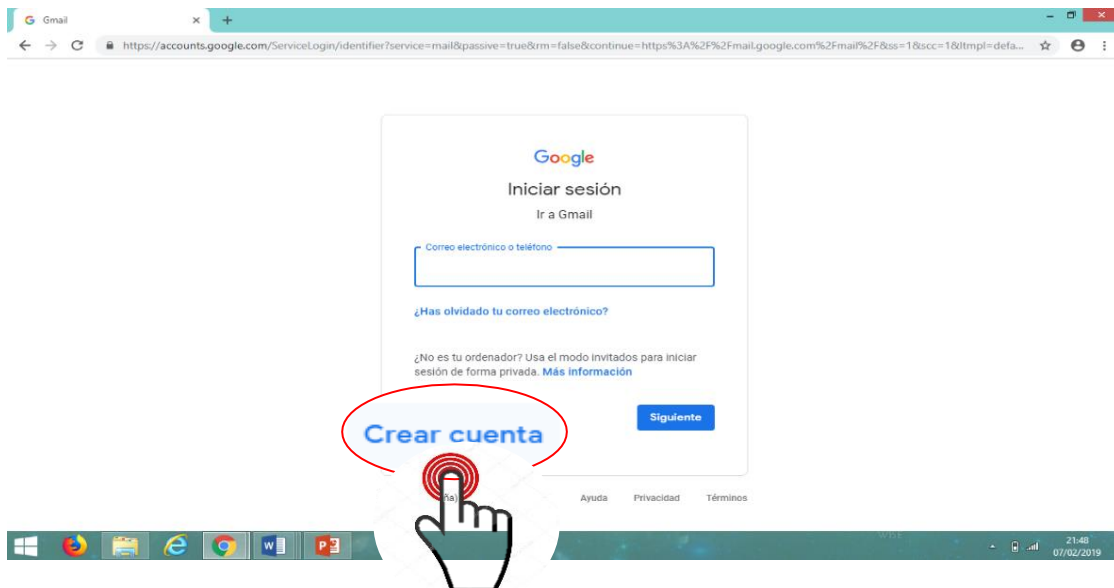 Gmail
https://accounts.google.com/ServiceLogin/identifier?service=mail&passive=true&rm=false&continue=https%3A%2F%2Fmail.google.com%2Fmail%2F&ss=1&scc=1&ltmpl=defa...
Google
Iniciar sesión
Ir a Gmail
Correo electrónico o teléfono
¿Has olvidado tu correo electrónico?
¿No es tu ordenador? Usa el modo invitados para iniciar
sesión de forma privada. Más información
Siguiente
Crear cuenta
ña) Ayuda Privacidad Términos
21:48
07/02/2019